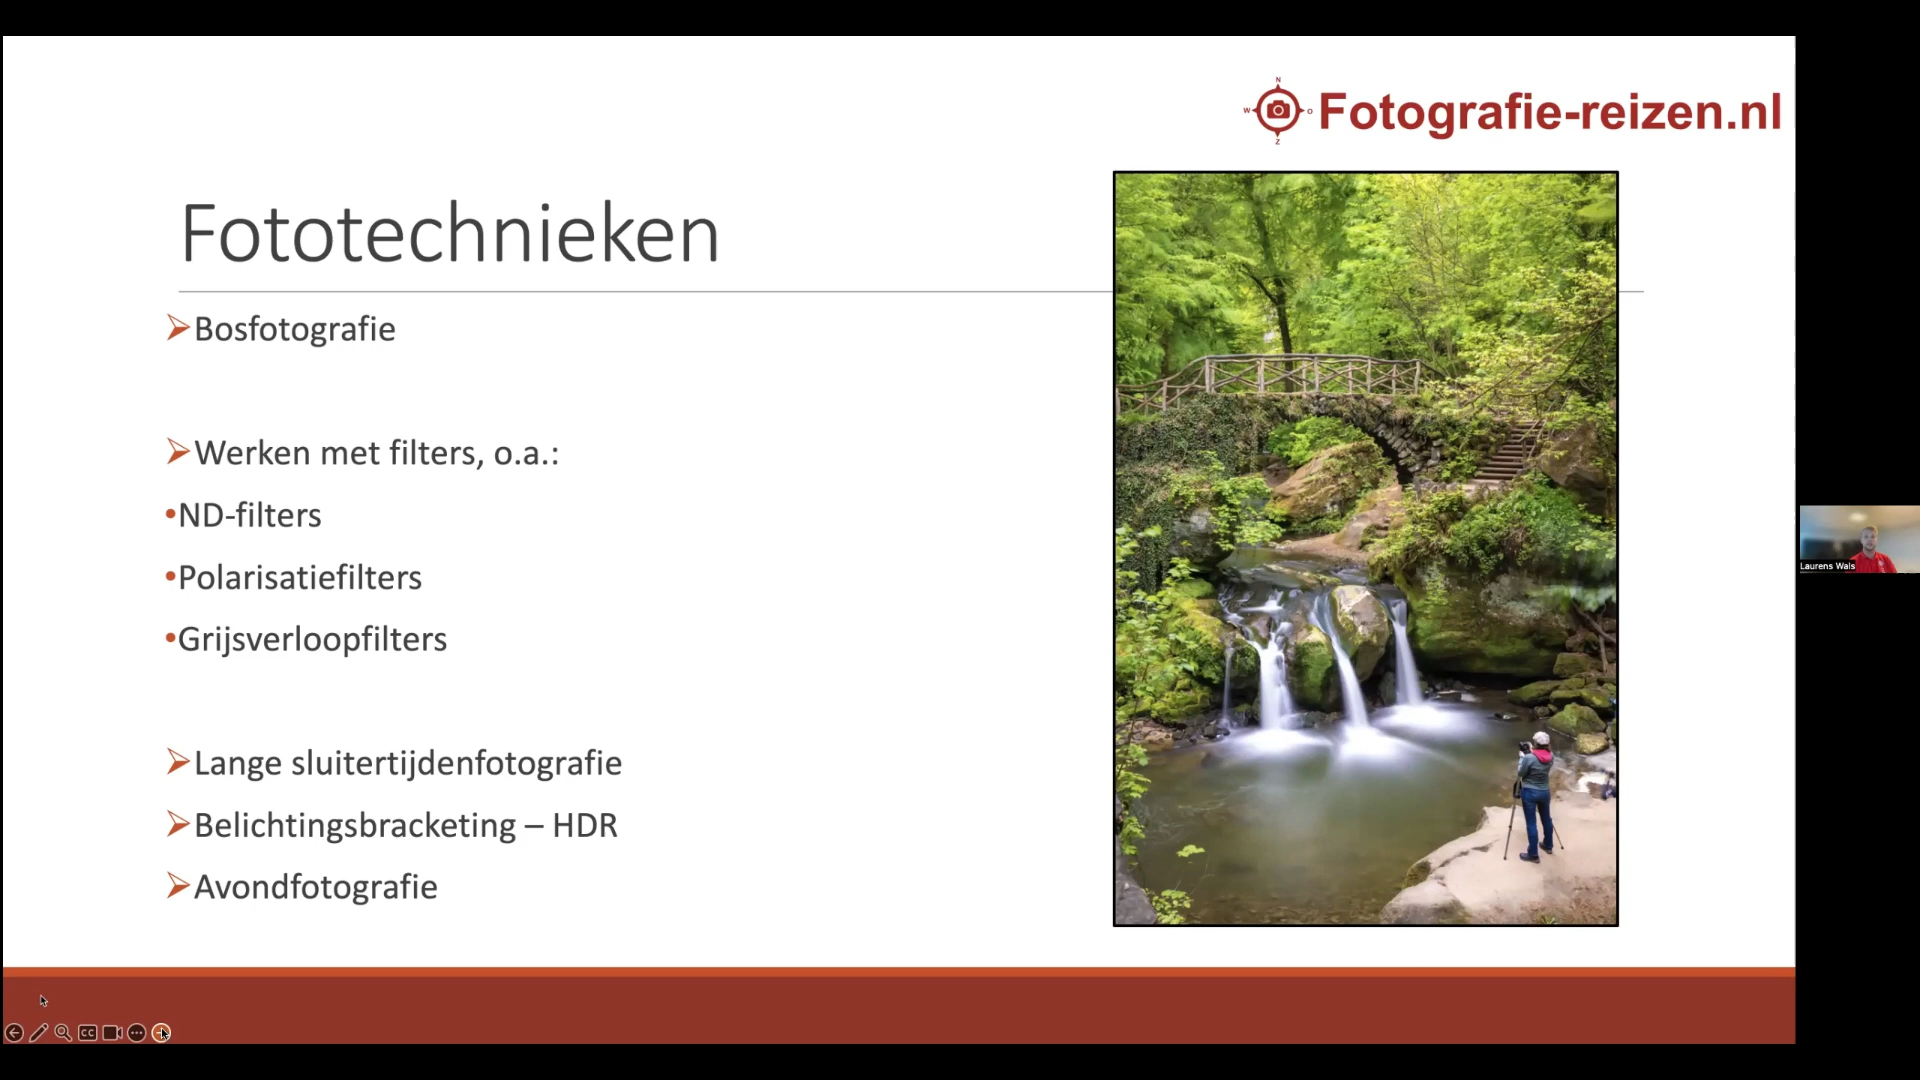 N
W O
Z
Fotografie-reizen.nl
Fototechnieken
➢Bosfotografie
➢Werken met filters, o.a.:
•ND-filters
•Polarisatiefilters
•Grijsverloopfilters
➢Lange sluitertijdenfotografie
➢Belichtingsbracketing – HDR
➢Avondfotografie
Laurens Wals
CC